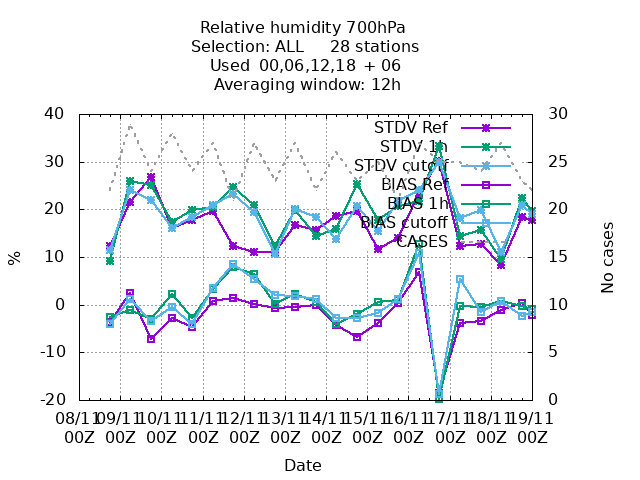 Relative humidity 700hPa
Selection: ALL 28 stations
Used 00,06,12,18 + 06
Averaging window: 12h
40 30
STDV Ref
STDV 1h
30 25
STDV cutoff
BIAS Ref
20 20
BIAS 1h
BIAS cutoff
CASES
10 15
% No cases
0 10
-10 5
-20 0
08/11 09/11 10/11 11/11 12/11 13/11 14/11 15/11 16/11 17/11 18/11 19/11
00Z 00Z 00Z 00Z 00Z 00Z 00Z 00Z 00Z 00Z 00Z 00Z
Date